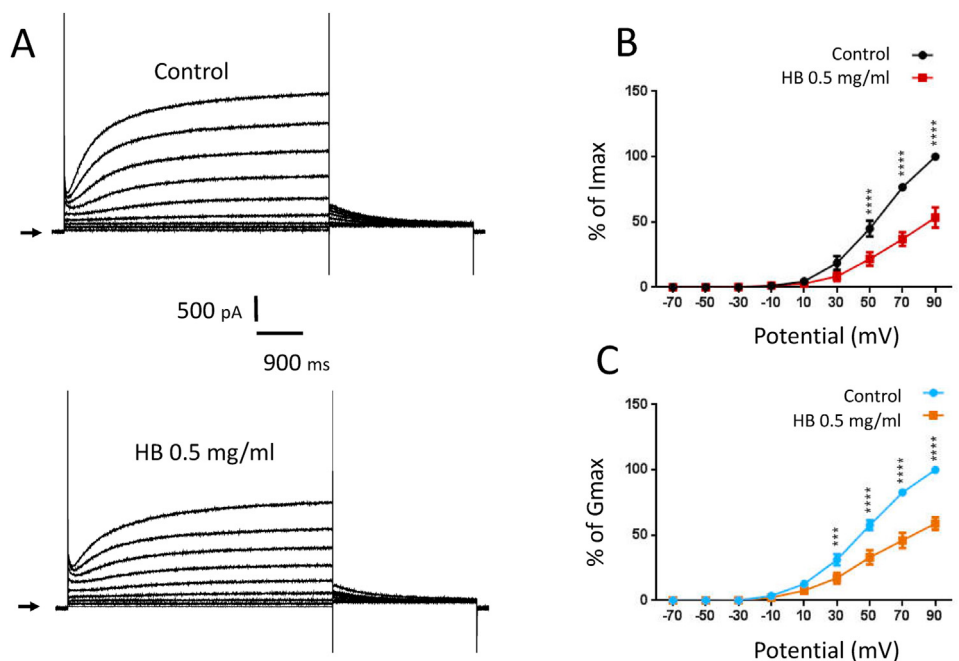 A
Control
500 pA
900 ms
HB 0.5 mg/ml
B
Control
HB 0.5 mg/ml
% of Imax
150
100
50
0
****
****
****
-70 -50 -30 -10 10 30 50 70 90
Potential (mV)
C
Control
HB 0.5 mg/ml
% of Gmax
150
100
50
0
***
****
****
****
-70 -50 -30 -10 10 30 50 70 90
Potential (mV)